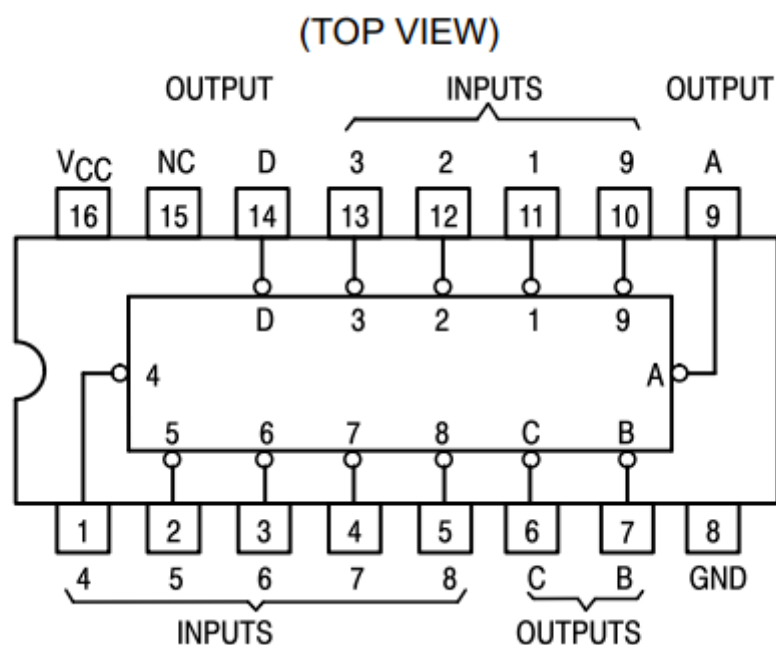 (TOP VIEW)
OUTPUT INPUTS OUTPUT
VCC NC D 3 2 1 9 A
16 15 14 13 12 11 10 9
D 3 2 1 9
4 A
5 6 7 8 C B
1 2 3 4 5 6 7 8
4 5 6 7 8 C B GND
INPUTS OUTPUTS